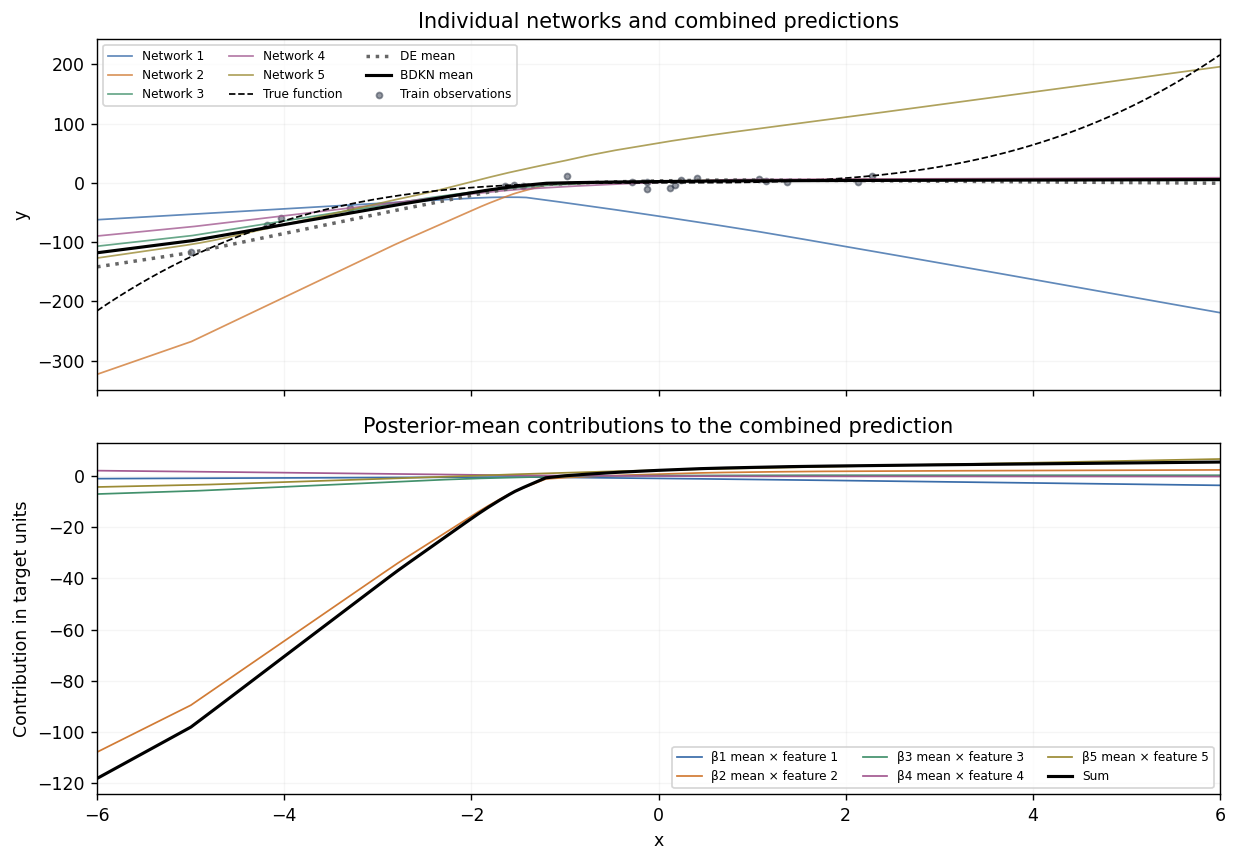 Individual networks and combined predictions
Network 1 Network 4 DE mean
Network 2 Network 5 BDKN mean
Network 3 True function Train observations
200
100
0
−100
−200
−300
y
Posterior-mean contributions to the combined prediction
0
−20
−40
−60
−80
−100
−120
Contribution in target units
β1 mean × feature 1 β3 mean × feature 3 β5 mean × feature 5
β2 mean × feature 2 β4 mean × feature 4 Sum
−6 −4 −2 0 2 4 6
x